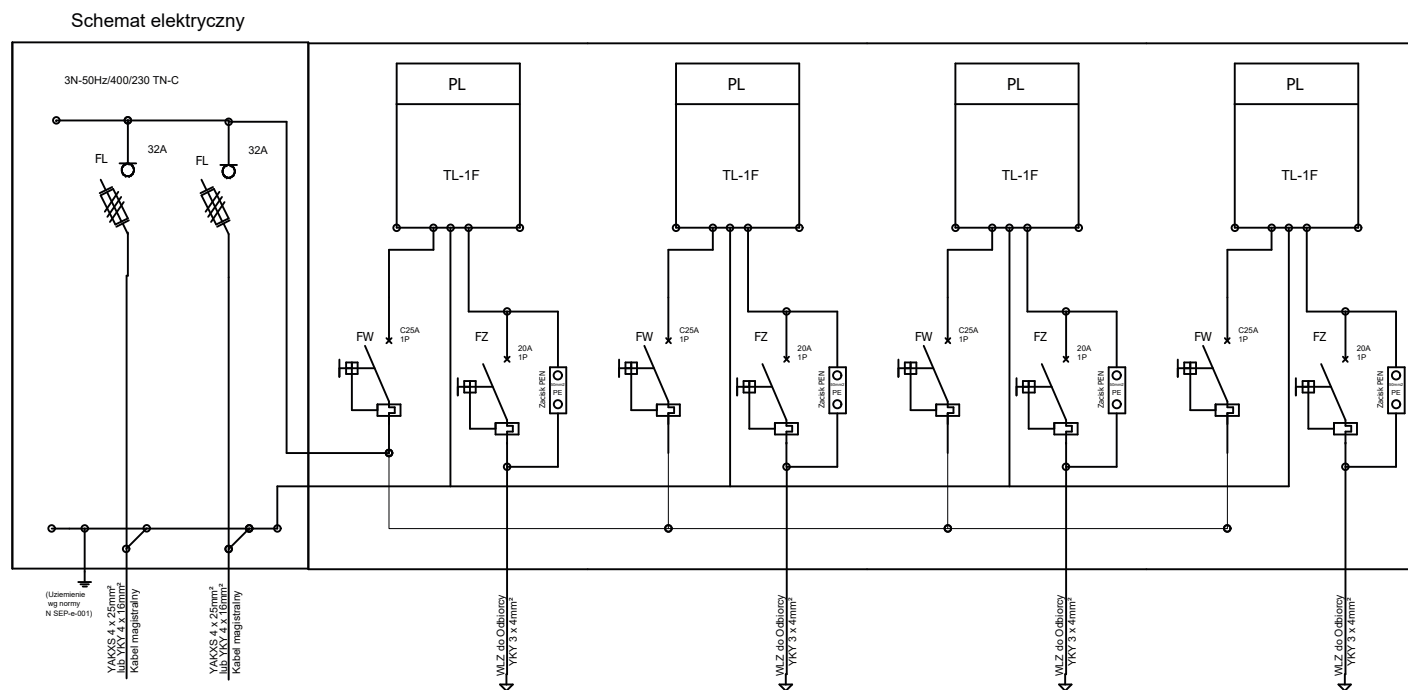 Schemat elektryczny
3N-50Hz/400/230 TN-C
FL
32A
FL
32A
PL
TL-1F
PL
TL-1F
PL
TL-1F
PL
TL-1F
FW
C25A
1P
FZ
20A
1P
Zacisk PEN
50mm2
PE
FW
C25A
1P
FZ
20A
1P
Zacisk PEN
50mm2
PE
FW
C25A
1P
FZ
20A
1P
Zacisk PEN
50mm2
PE
FW
C25A
1P
FZ
20A
1P
Zacisk PEN
50mm2
PE
(Uziemienie
wg normy
N SEP-e-001)
YAKXS 4 x 25mm²
lub YKY 4 x 16mm²
Kabel magistralny
YAKXS 4 x 25mm²
lub YKY 4 x 16mm²
Kabel magistralny
WLZ do Odbiorcy
YKY 3 x 4mm²
WLZ do Odbiorcy
YKY 3 x 4mm²
WLZ do Odbiorcy
YKY 3 x 4mm²
WLZ do Odbiorcy
YKY 3 x 4mm²